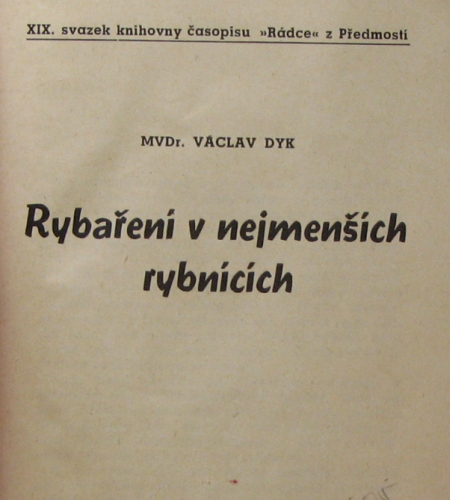 XIX. svazek knihovny časopisu »Rádce« z Předmostí
MVDr. VÁCLAV DYK
Rybaření v nejmenších
rybnících